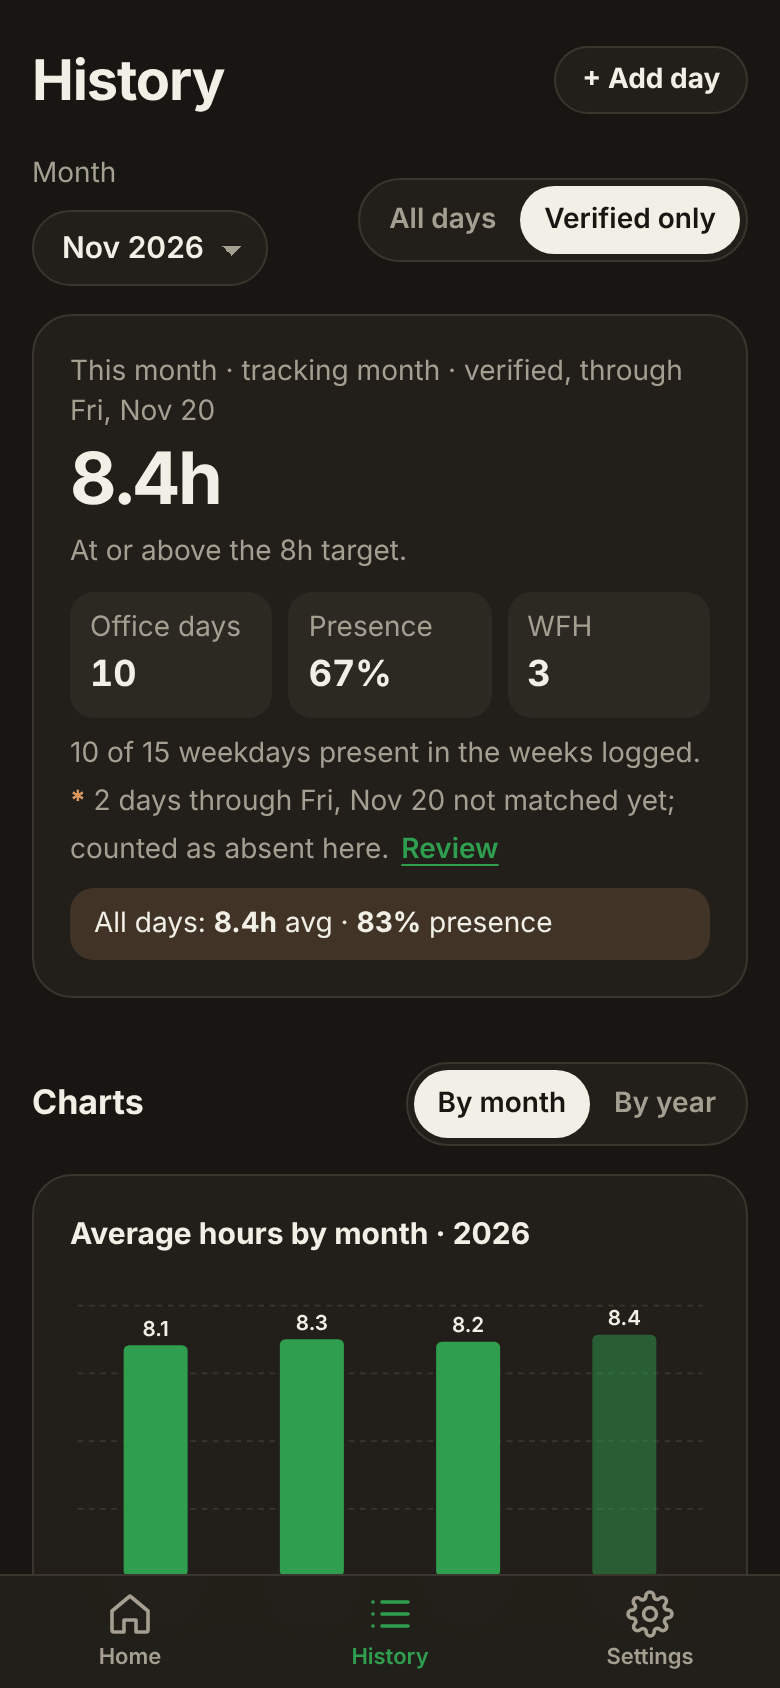 History
+ Add day
Month
Nov 2026
All days
Verified only
This month · tracking month · verified, through
Fri, Nov 20
8.4h
At or above the 8h target.
Office days
10
Presence
67%
WFH
3
10 of 15 weekdays present in the weeks logged.
* 2 days through Fri, Nov 20 not matched yet;
counted as absent here. Review
All days: 8.4h avg · 83% presence
Charts
By month
By year
Average hours by month · 2026
8.1
8.3
8.2
8.4
Home
History
Settings